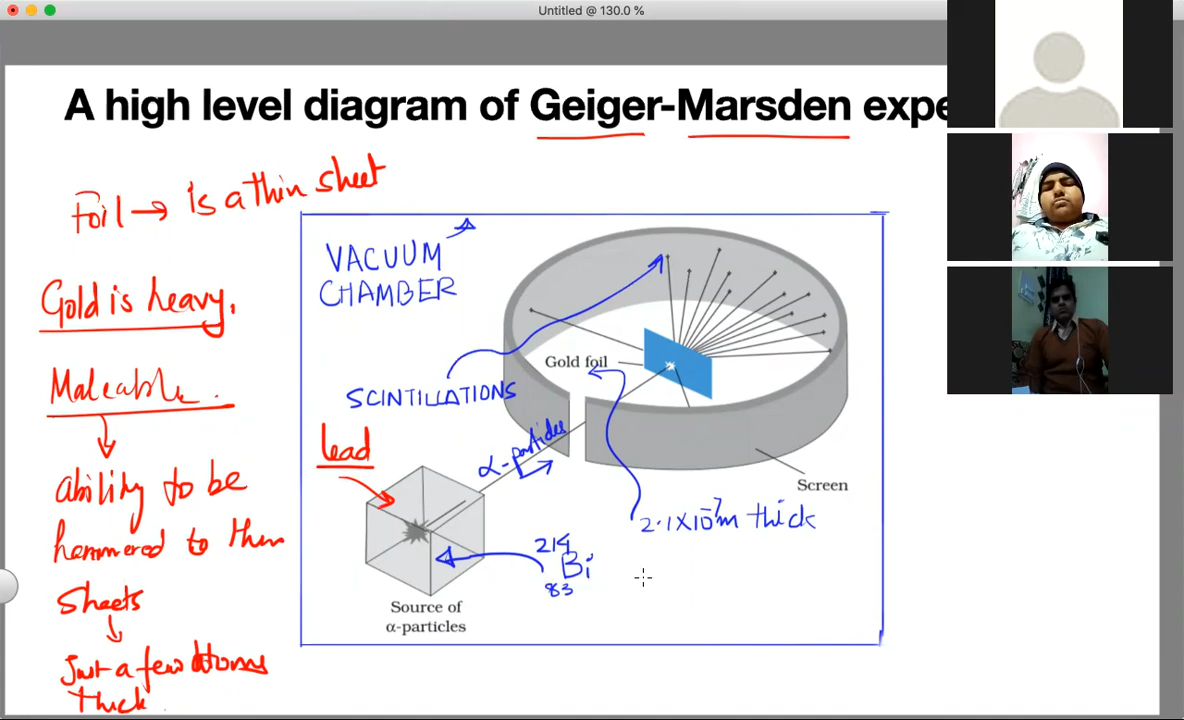 Untitled @ 130.0 %
A high level diagram of Geiger-Marsden expe
Foil → is a thin sheet
Gold is heavy,
Maleable.
ability to be
hammered to thin
sheets
Just a few atoms
thick
VACUUM
CHAMBER
SCINTILLATIONS
Gold foil
lead
α-particles
Screen
2.1×10⁻⁷m thick
214
Bi
83
Source of
α-particles